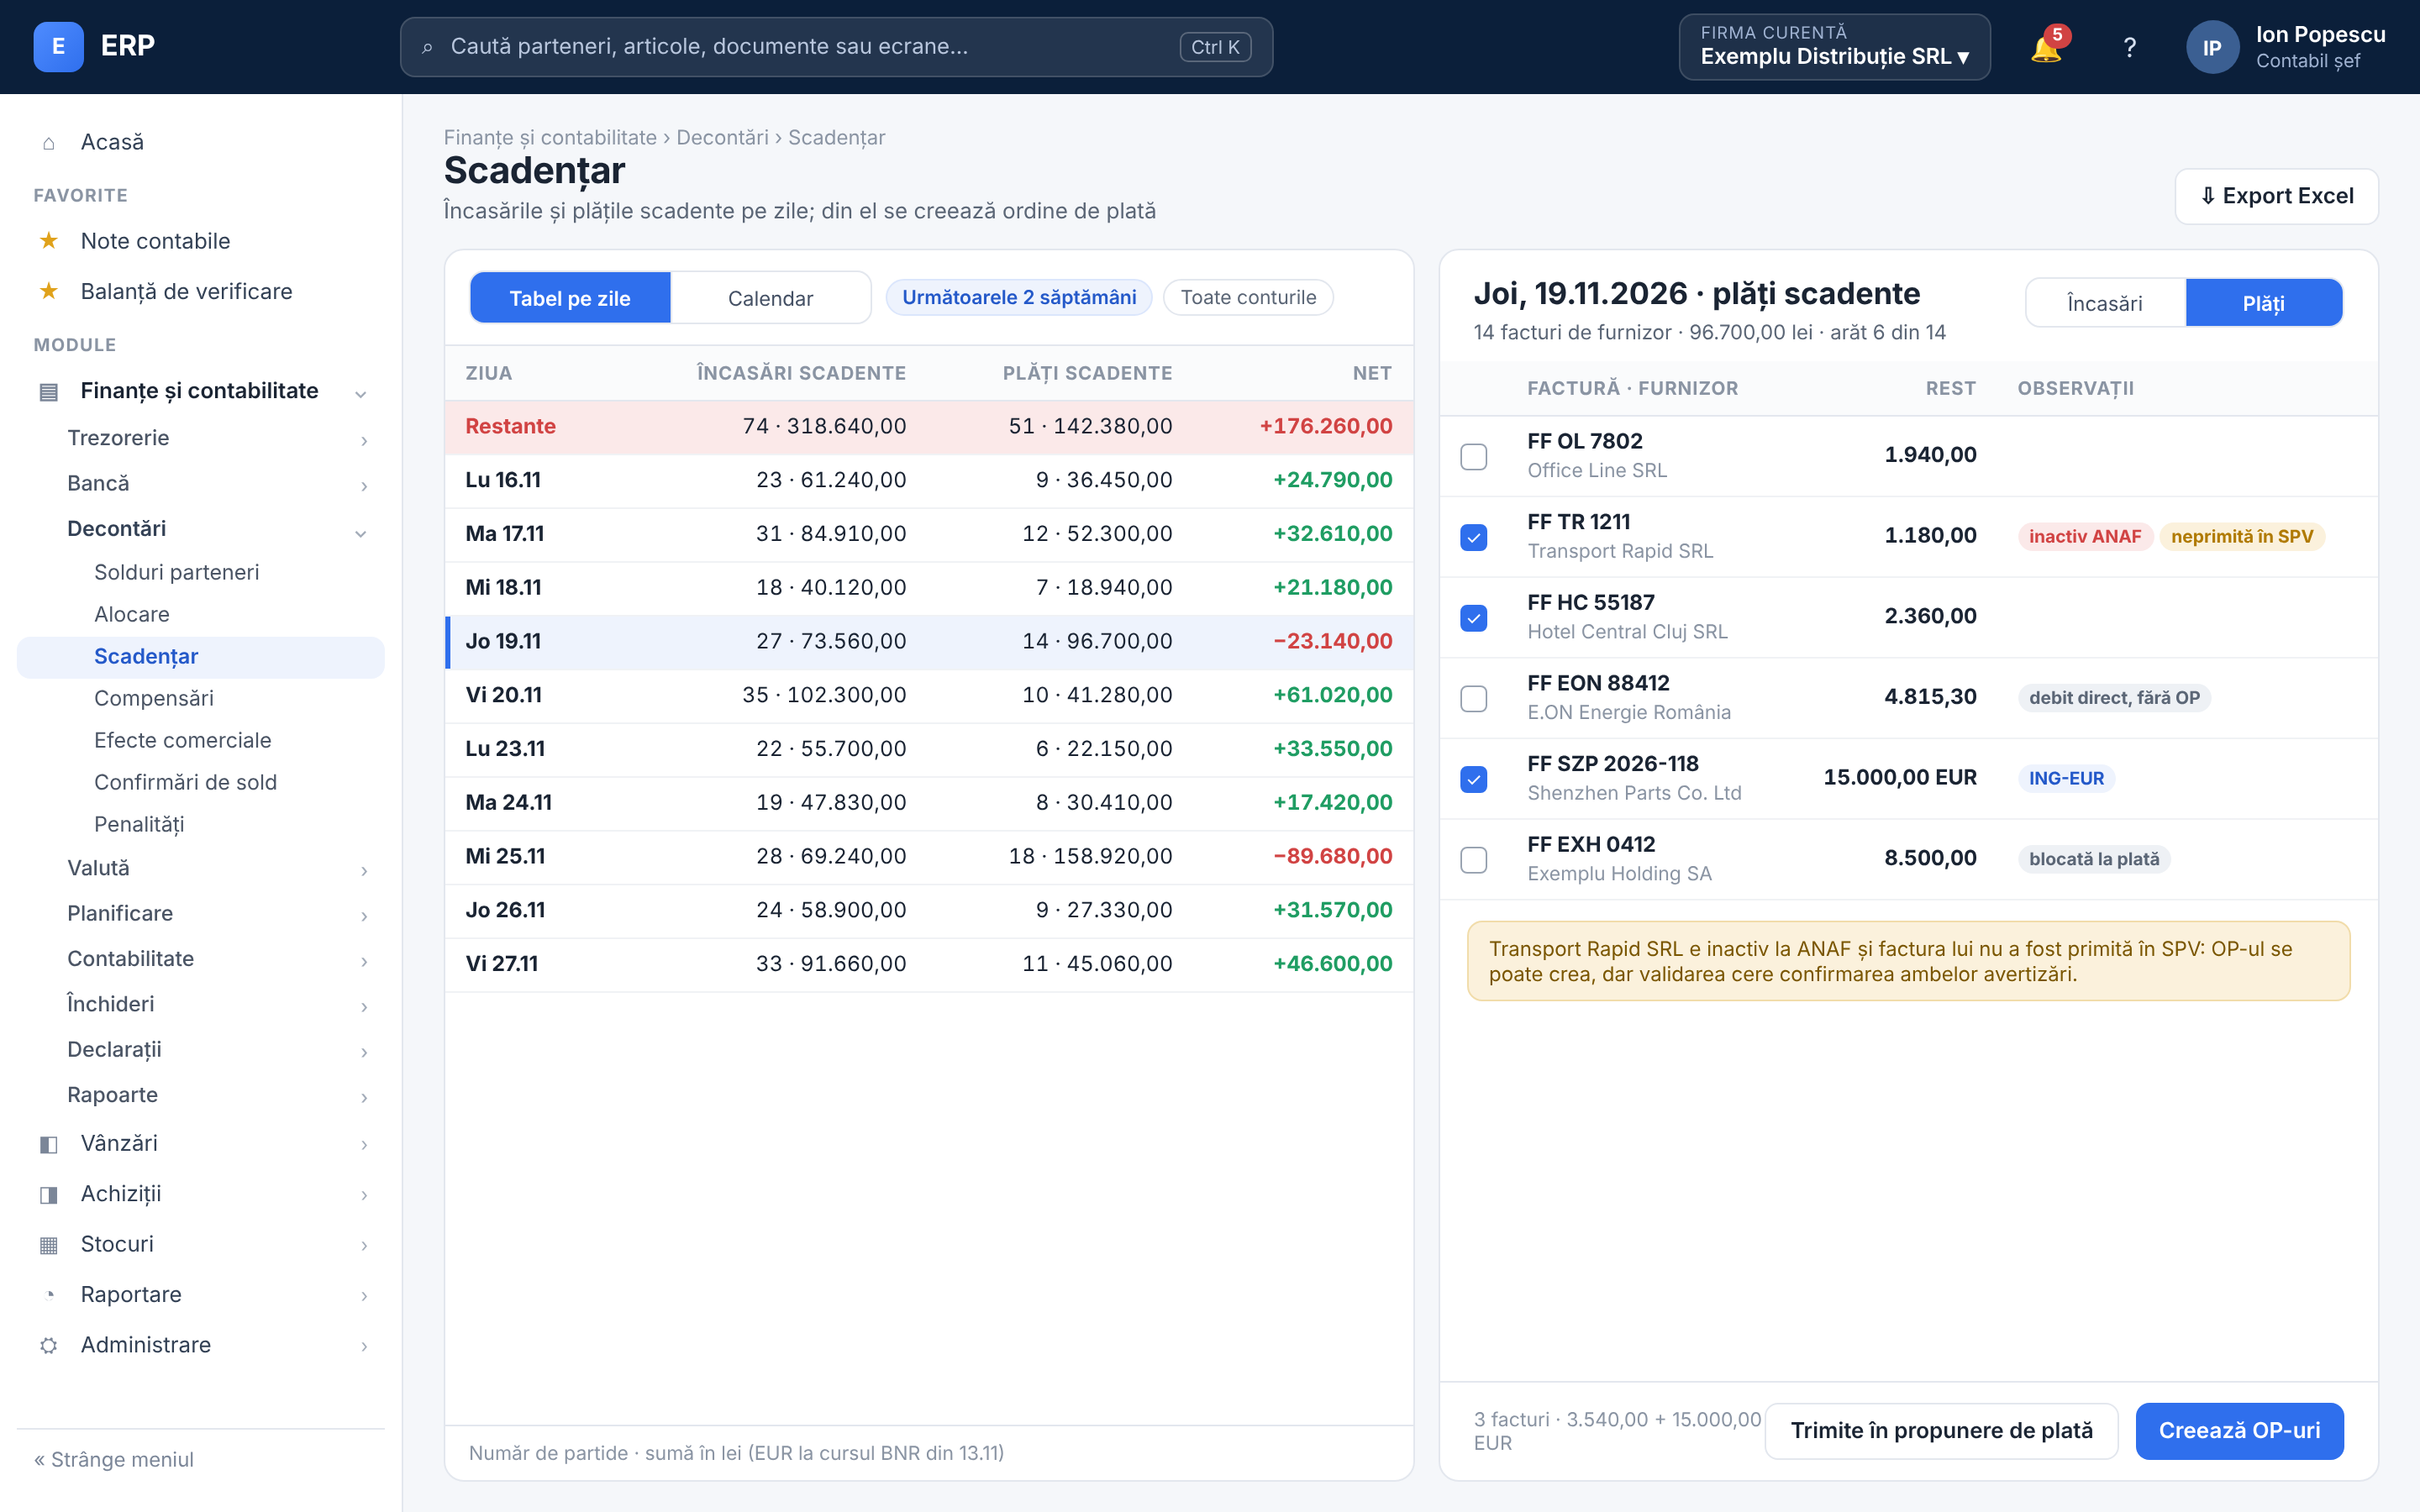 E ERP
Caută parteneri, articole, documente sau ecrane...
Ctrl K
FIRMA CURENTĂ
Exemplu Distribuție SRL ▾
5
?
IP
Ion Popescu
Contabil șef
Acasă
FAVORITE
★ Note contabile
★ Balanță de verificare
MODULE
Finanțe și contabilitate
Trezorerie ›
Bancă ›
Decontări
Solduri parteneri
Alocare
Scadențar
Compensări
Efecte comerciale
Confirmări de sold
Penalități
Valută ›
Planificare ›
Contabilitate ›
Închideri ›
Declarații ›
Rapoarte ›
Vânzări ›
Achiziții ›
Stocuri ›
Raportare ›
Administrare ›
« Strânge meniul
Finanțe și contabilitate › Decontări › Scadențar
Scadențar
Încasările și plățile scadente pe zile; din el se creează ordine de plată
⇩ Export Excel
Tabel pe zile
Calendar
Următoarele 2 săptămâni
Toate conturile
ZIUA ÎNCASĂRI SCADENTE PLĂȚI SCADENTE NET
Restante 74 · 318.640,00 51 · 142.380,00 +176.260,00
Lu 16.11 23 · 61.240,00 9 · 36.450,00 +24.790,00
Ma 17.11 31 · 84.910,00 12 · 52.300,00 +32.610,00
Mi 18.11 18 · 40.120,00 7 · 18.940,00 +21.180,00
Jo 19.11 27 · 73.560,00 14 · 96.700,00 −23.140,00
Vi 20.11 35 · 102.300,00 10 · 41.280,00 +61.020,00
Lu 23.11 22 · 55.700,00 6 · 22.150,00 +33.550,00
Ma 24.11 19 · 47.830,00 8 · 30.410,00 +17.420,00
Mi 25.11 28 · 69.240,00 18 · 158.920,00 −89.680,00
Jo 26.11 24 · 58.900,00 9 · 27.330,00 +31.570,00
Vi 27.11 33 · 91.660,00 11 · 45.060,00 +46.600,00
Număr de partide · sumă în lei (EUR la cursul BNR din 13.11)
Joi, 19.11.2026 · plăți scadente
14 facturi de furnizor · 96.700,00 lei · arăt 6 din 14
Încasări
Plăți
FACTURĂ · FURNIZOR REST OBSERVAȚII
FF OL 7802
Office Line SRL
1.940,00
FF TR 1211
Transport Rapid SRL
1.180,00
inactiv ANAF
neprimită în SPV
FF HC 55187
Hotel Central Cluj SRL
2.360,00
FF EON 88412
E.ON Energie România
4.815,30
debit direct, fără OP
FF SZP 2026-118
Shenzhen Parts Co. Ltd
15.000,00 EUR
ING-EUR
FF EXH 0412
Exemplu Holding SA
8.500,00
blocată la plată
Transport Rapid SRL e inactiv la ANAF și factura lui nu a fost primită în SPV: OP-ul se
poate crea, dar validarea cere confirmarea ambelor avertizări.
3 facturi · 3.540,00 + 15.000,00
EUR
Trimite în propunere de plată
Creează OP-uri